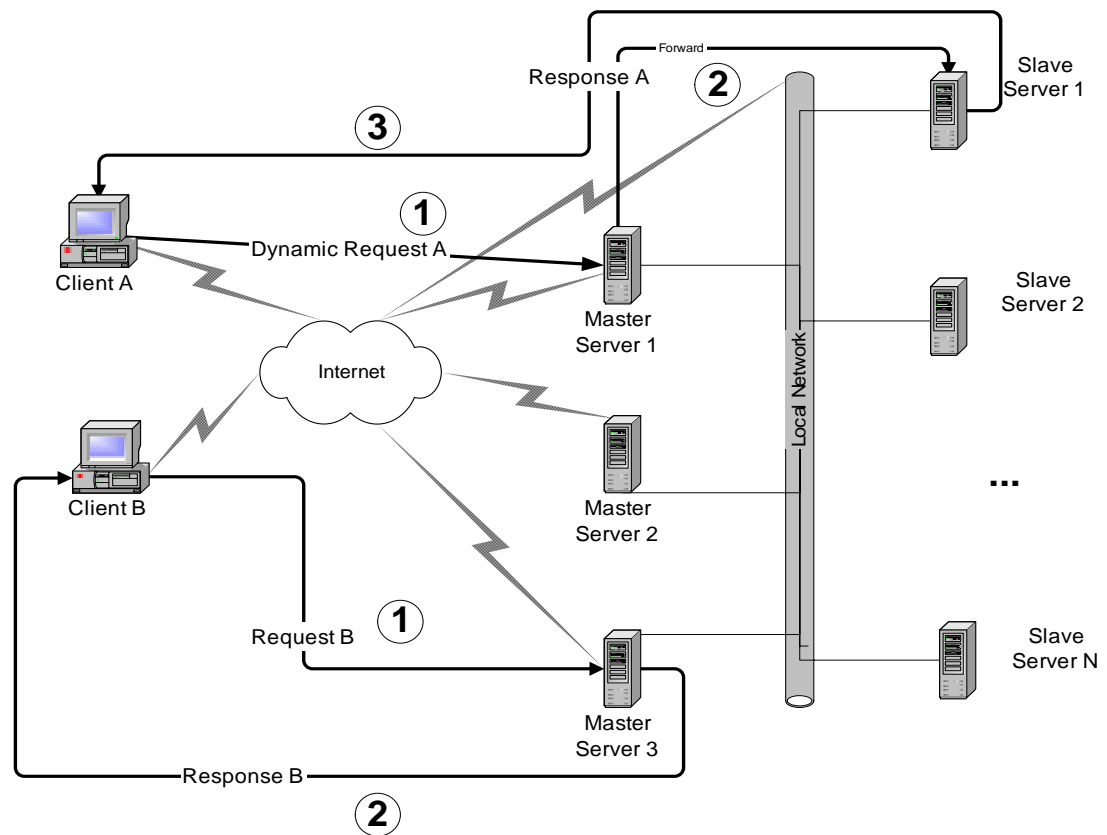 Forward
Response A
2
Slave
Server 1
3
1
Dynamic Request A
Client A
Master
Server 1
Slave
Server 2
Internet
Local Network
Client B
Master
Server 2
...
1
Request B
Slave
Server N
Master
Server 3
Response B
2